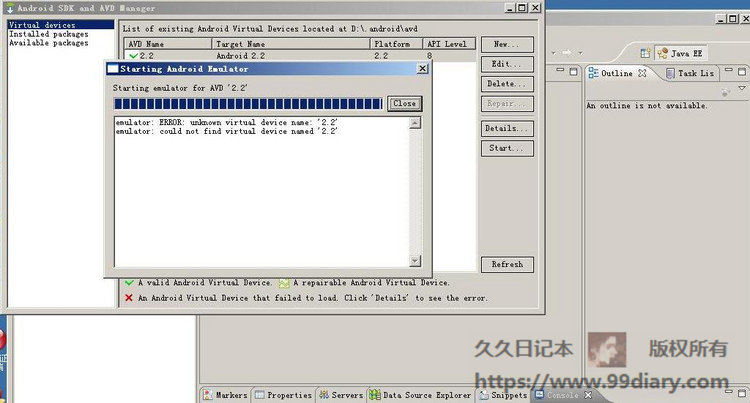 Android SDK and AVD Manager
Virtual devices
Installed packages
Available packages
List of existing Android Virtual Devices located at D:\.android\avd
AVD Name Target Name Platform API Level
2.2 Android 2.2 2.2 8
New...
Edit...
Delete...
Repair...
Details...
Start...
Refresh
Starting Android Emulator
Starting emulator for AVD '2.2'
Close
emulator: ERROR: unknown virtual device name: '2.2'
emulator: could not find virtual device named '2.2'
A valid Android Virtual Device. A repairable Android Virtual Device.
An Android Virtual Device that failed to load. Click 'Details' to see the error.
Java EE
Outline Task Lis
An outline is not available.
久久日记本 版权所有
https://www.99diary.com
Markers Properties Servers Data Source Explorer Snippets Console